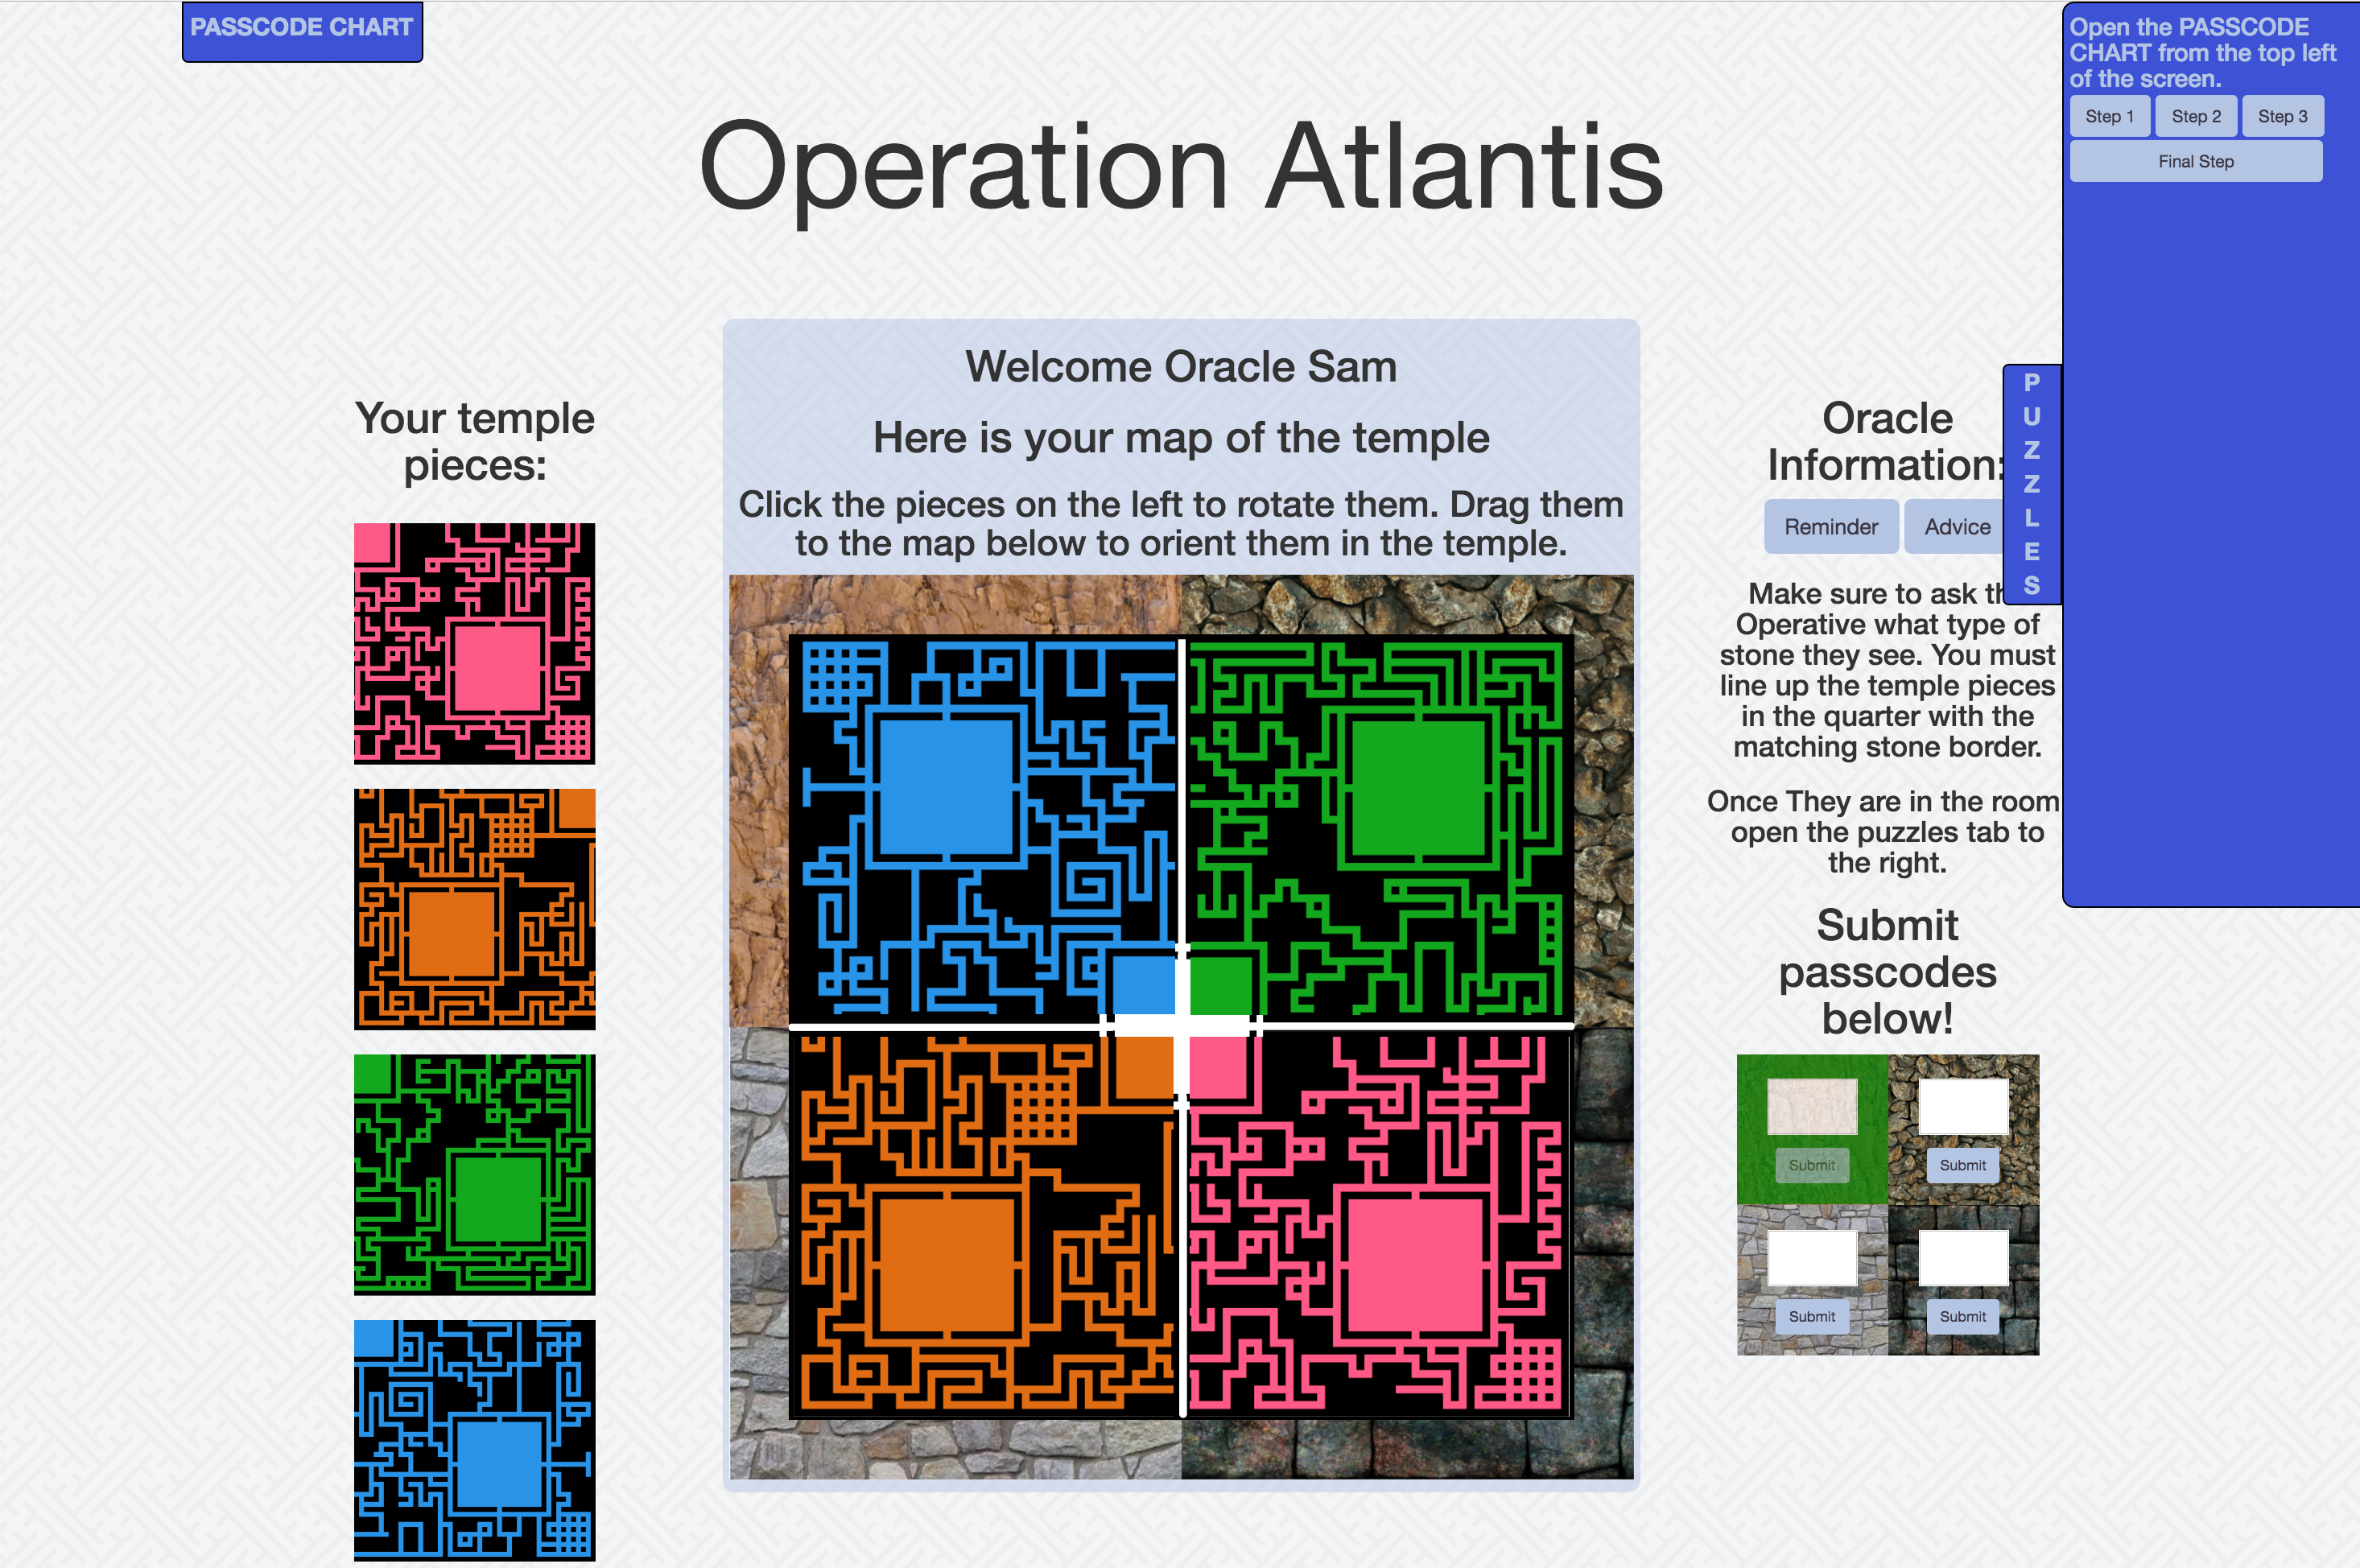 PASSCODE CHART
Open the PASSCODE
CHART from the top left
of the screen.
Step 1 Step 2 Step 3
Final Step
Operation Atlantis
Your temple
pieces:
Welcome Oracle Sam
Here is your map of the temple
Click the pieces on the left to rotate them. Drag them
to the map below to orient them in the temple.
Oracle
Information:
Reminder Advice
P
U
Z
Z
L
E
S
Make sure to ask th
Operative what type of
stone they see. You must
line up the temple pieces
in the quarter with the
matching stone border.
Once They are in the room
open the puzzles tab to
the right.
Submit
passcodes
below!
Submit Submit
Submit Submit